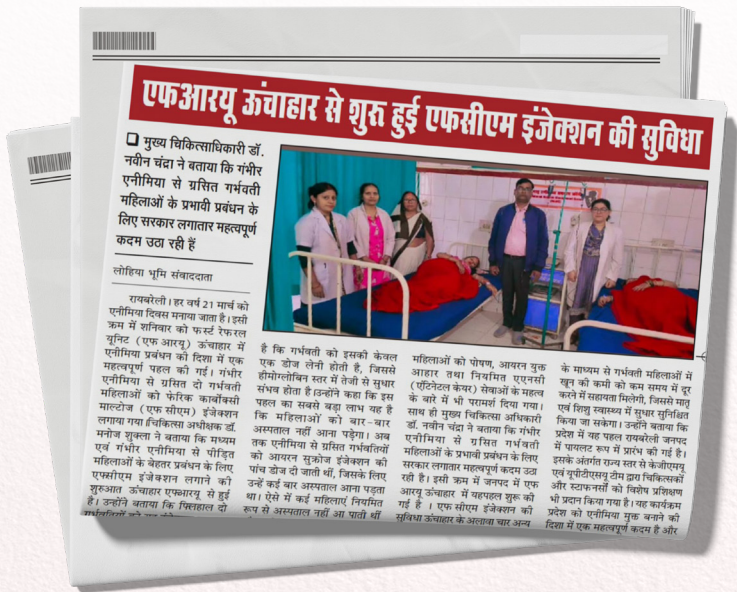 एफआरयू ऊंचाहार से शुरू हुई एफसीएम इंजेक्शन की सुविधा
❑ मुख्य चिकित्साधिकारी डॉ.
नवीन चंद्रा ने बताया कि गंभीर
एनीमिया से ग्रसित गर्भवती
महिलाओं के प्रभावी प्रबंधन के
लिए सरकार लगातार महत्वपूर्ण
कदम उठा रही हैं
लोहिया भूमि संवाददाता
रायबरेली। हर वर्ष 21 मार्च को
एनीमिया दिवस मनाया जाता है। इसी
क्रम में शनिवार को फर्स्ट रेफरल
यूनिट (एफ आरयू) ऊंचाहार में
एनीमिया प्रबंधन की दिशा में एक
महत्वपूर्ण पहल की गई। गंभीर
एनीमिया से ग्रसित दो गर्भवती
महिलाओं को फेरिक कार्बोक्सी
माल्टोज (एफ सीएम) इंजेक्शन
लगाया गया।चिकित्सा अधीक्षक डॉ.
मनोज शुक्ला ने बताया कि मध्यम
एवं गंभीर एनीमिया से पीड़ित
महिलाओं के बेहतर प्रबंधन के लिए
एफसीएम इंजेक्शन लगाने की
शुरुआत ऊंचाहार एफआरयू से हुई
है। उन्होंने बताया कि फिलहाल दो
है कि गर्भवती को इसकी केवल
एक डोज लेनी होती है, जिससे
हीमोग्लोबिन स्तर में तेजी से सुधार
संभव होता है।उन्होंने कहा कि इस
पहल का सबसे बड़ा लाभ यह है
कि महिलाओं को बार-बार
अस्पताल नहीं आना पड़ेगा। अब
तक एनीमिया से ग्रसित गर्भवतियों
को आयरन सुक्रोज इंजेक्शन की
पांच डोज दी जाती थीं, जिसके लिए
उन्हें कई बार अस्पताल आना पड़ता
था। ऐसे में कई महिलाएं नियमित
रूप से अस्पताल नहीं आ पाती थीं
महिलाओं को पोषण, आयरन युक्त
आहार तथा नियमित एएनसी
(एंटिनेटल केयर) सेवाओं के महत्व
के बारे में भी परामर्श दिया गया।
साथ ही मुख्य चिकित्सा अधिकारी
डॉ. नवीन चंद्रा ने बताया कि गंभीर
एनीमिया से ग्रसित गर्भवती
महिलाओं के प्रभावी प्रबंधन के लिए
सरकार लगातार महत्वपूर्ण कदम उठा
रही है। इस क्रम में जनपद में एफ
आरयू ऊंचाहार में यहपहल शुरू की
गई है । एफ सीएम इंजेक्शन की
सुविधा ऊंचाहार के अलावा चार अन्य
के माध्यम से गर्भवती महिलाओं में
खून की कमी को कम समय में दूर
करने में सहायता मिलेगी, जिससे मातृ
एवं शिशु स्वास्थ्य में सुधार सुनिश्चित
किया जा सकेगा। उन्होंने बताया कि
प्रदेश में यह पहल रायबरेली जनपद
में पायलट रूप में प्रारंभ की गई है।
इसके अंतर्गत राज्य स्तर से केजीएमयू
एवं यूपीटीएसयू टीम द्वारा चिकित्सकों
और स्टाफनर्सों को विशेष प्रशिक्षण
भी प्रदान किया गया है। यह कार्यक्रम
प्रदेश को एनीमिया मुक्त बनाने की
दिशा में एक महत्वपूर्ण कदम है और